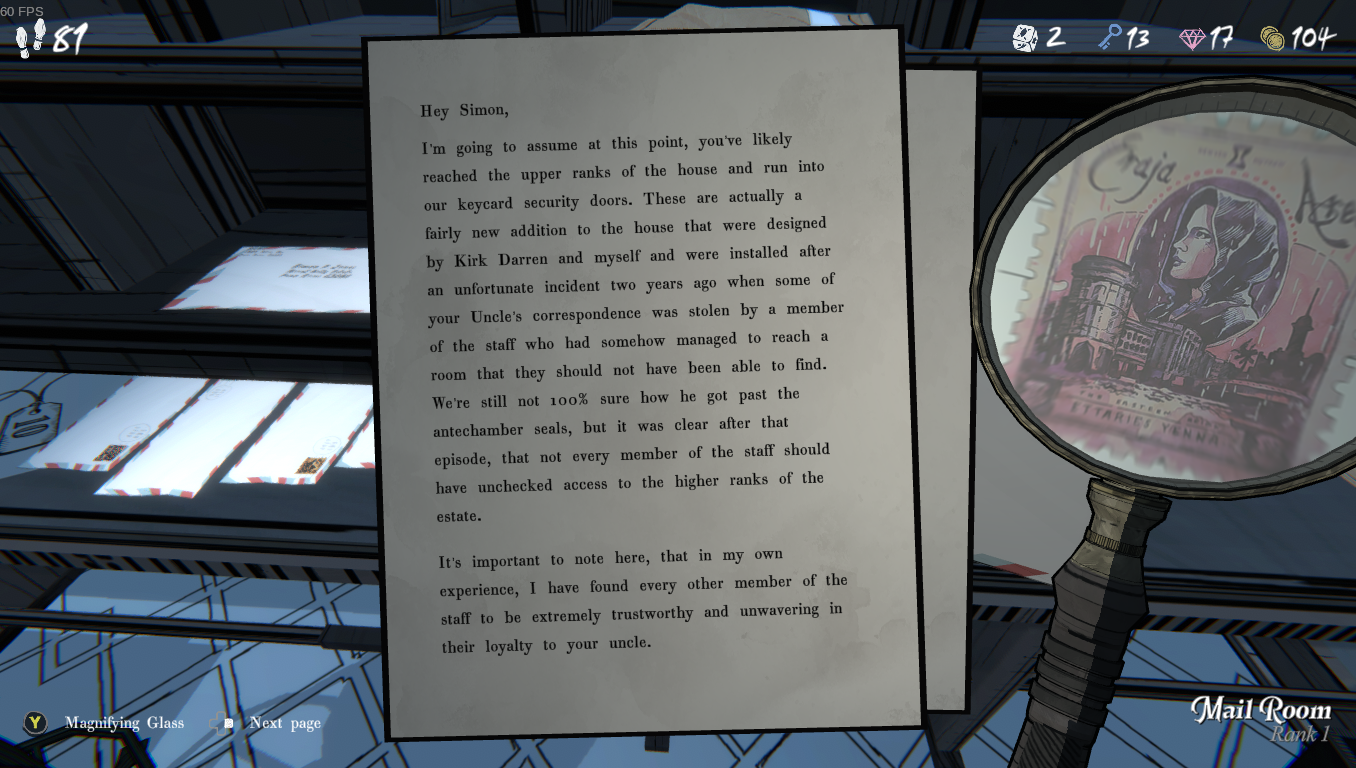 60 FPS
81
2
13
17
104
Hey Simon,
I'm going to assume at this point, you've likely
reached the upper ranks of the house and run into
our keycard security doors. These are actually a
fairly new addition to the house that were designed
by Kirk Darren and myself and were installed after
an unfortunate incident two years ago when some of
your Uncle's correspondence was stolen by a member
of the staff who had somehow managed to reach a
room that they should not have been able to find.
We're still not 100% sure how he got past the
antechamber seals, but it was clear after that
episode, that not every member of the staff should
have unchecked access to the higher ranks of the
estate.
It's important to note here, that in my own
experience, I have found every other member of the
staff to be extremely trustworthy and unwavering in
their loyalty to your uncle.
Eraja
Y Magnifying Glass
Next page
Mail Room
Rank 1